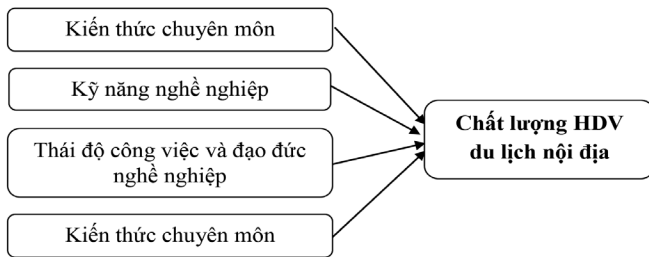 Kiến thức chuyên môn
Kỹ năng nghề nghiệp
Thái độ công việc và đạo đức
nghề nghiệp
Kiến thức chuyên môn
Chất lượng HDV
du lịch nội địa